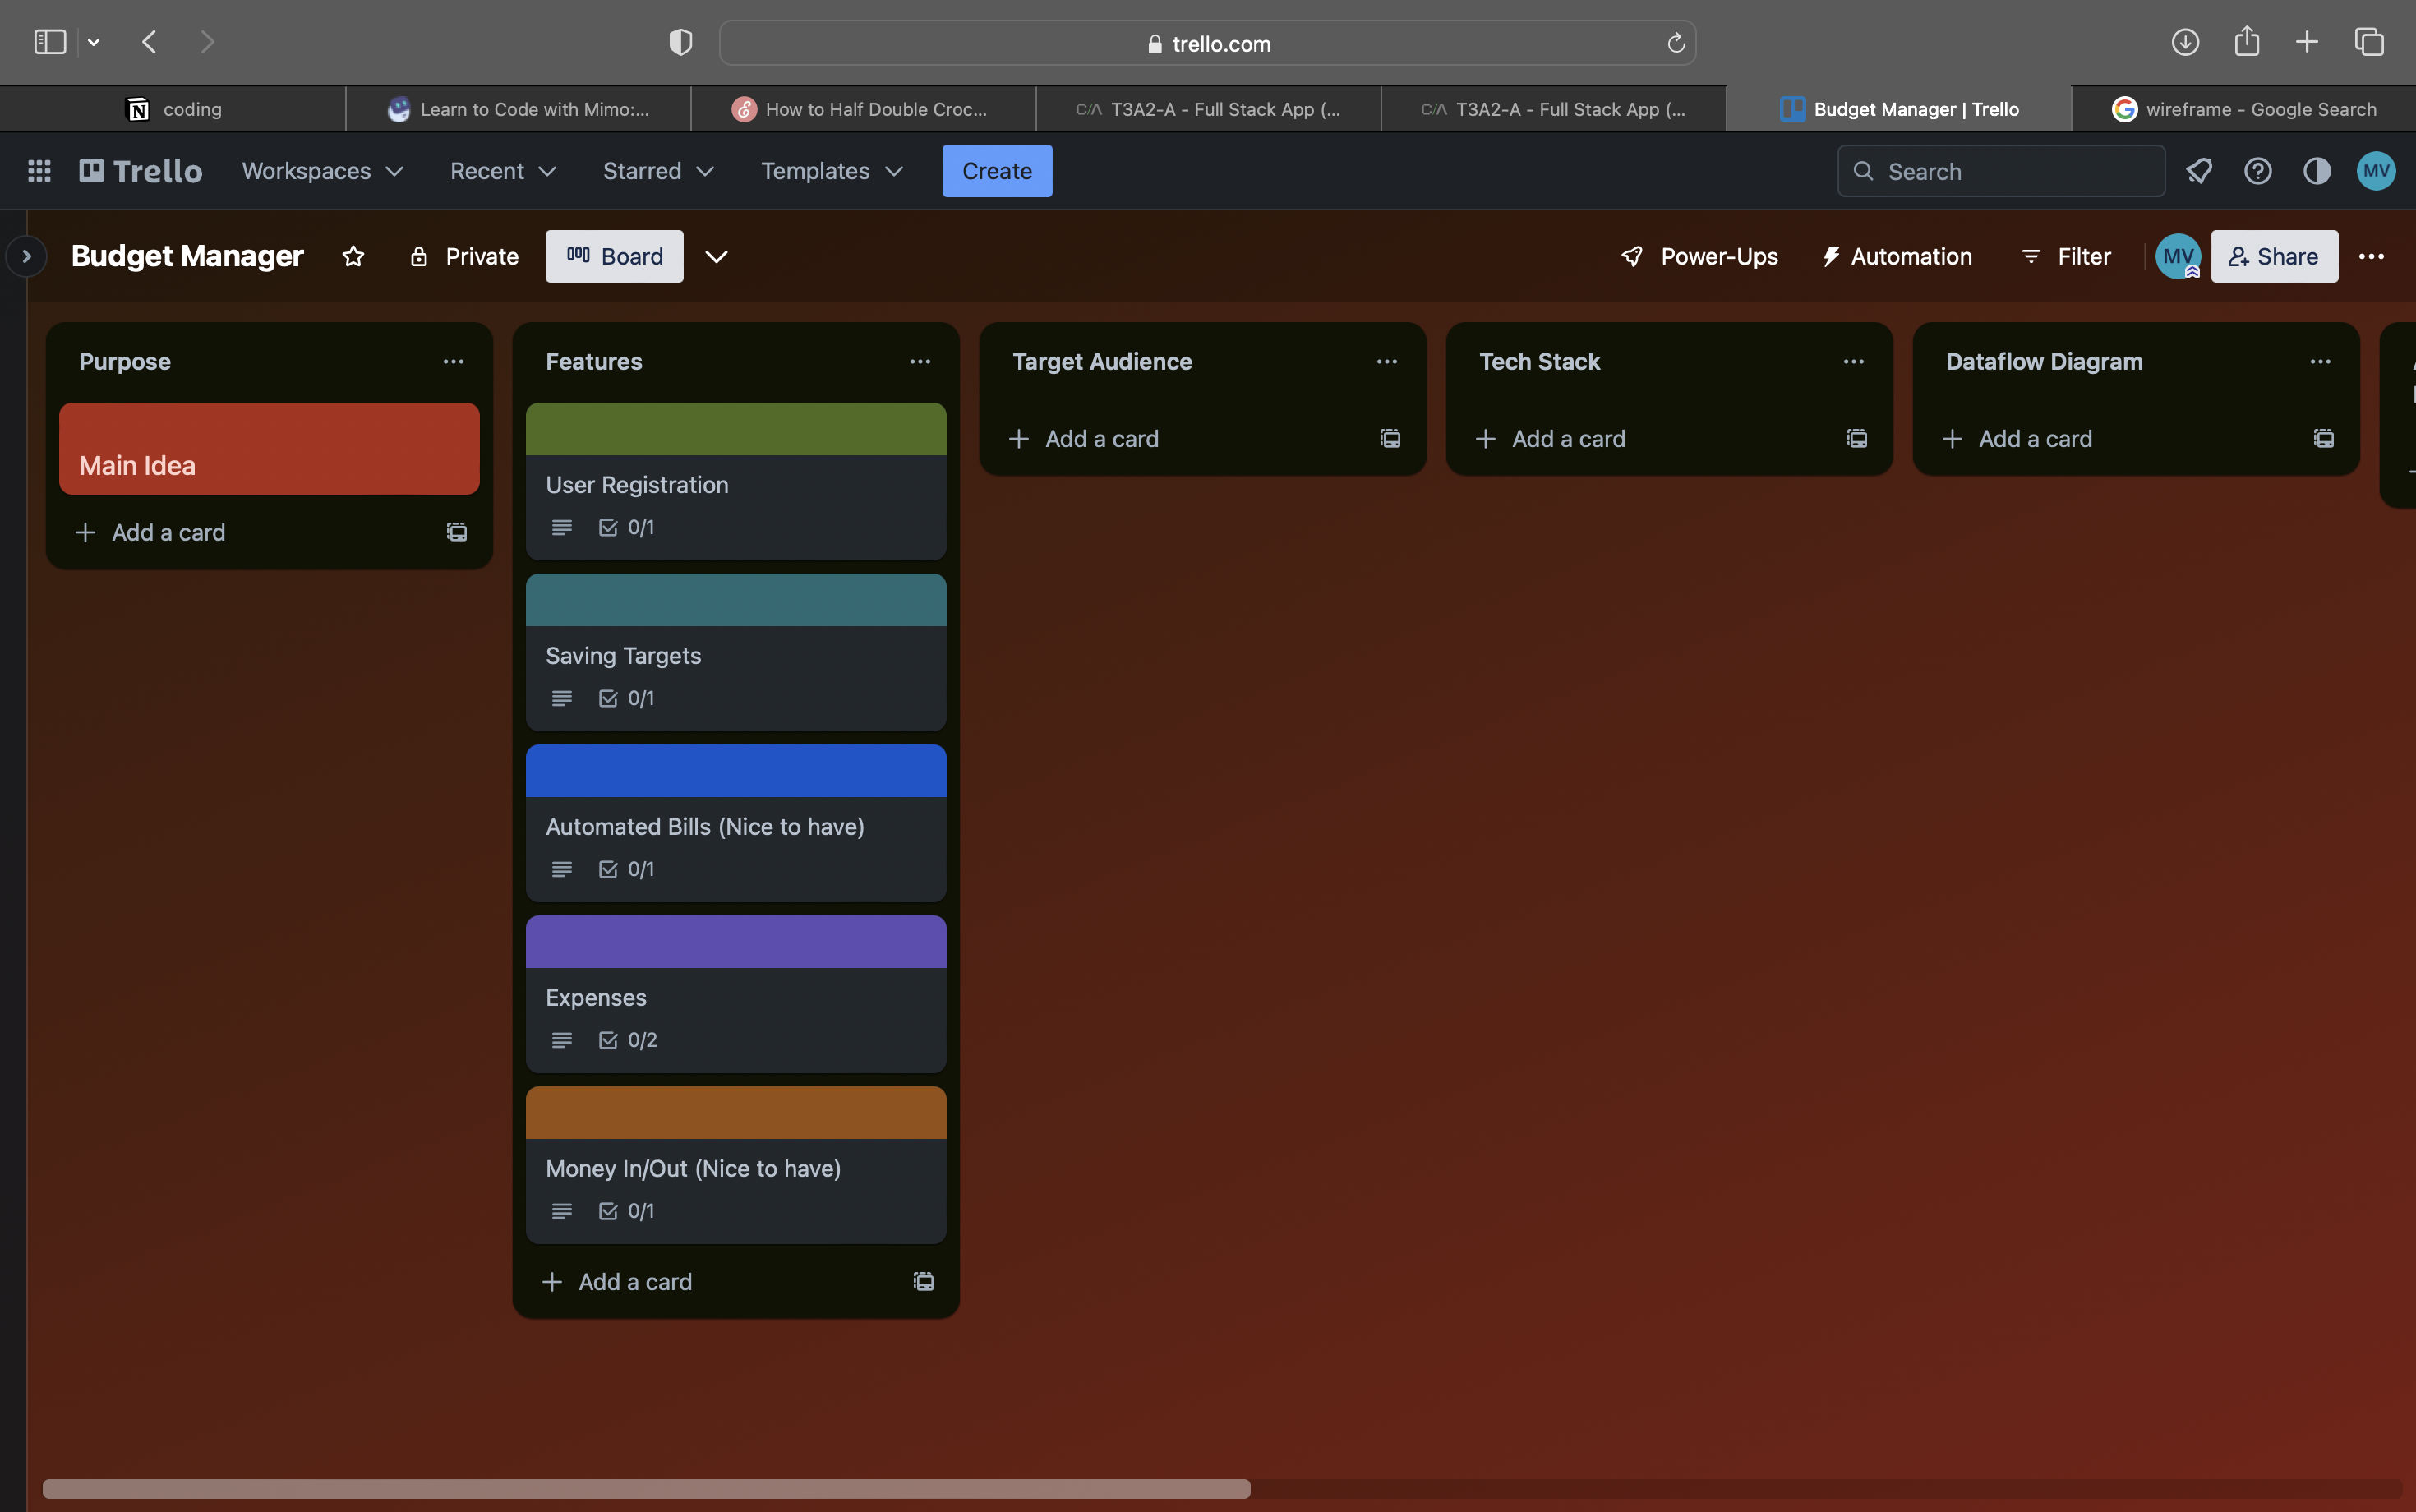 trello.com
coding
Learn to Code with Mimo:...
How to Half Double Croc...
C/Λ T3A2-A - Full Stack App (...
C/Λ T3A2-A - Full Stack App (...
Budget Manager | Trello
wireframe - Google Search
Trello
Workspaces
Recent
Starred
Templates
Create
Search
MV
Budget Manager
Private
Board
Power-Ups
Automation
Filter
MV
Share
Purpose
Main Idea
Add a card
Features
User Registration
0/1
Saving Targets
0/1
Automated Bills (Nice to have)
0/1
Expenses
0/2
Money In/Out (Nice to have)
0/1
Add a card
Target Audience
Add a card
Tech Stack
Add a card
Dataflow Diagram
Add a card